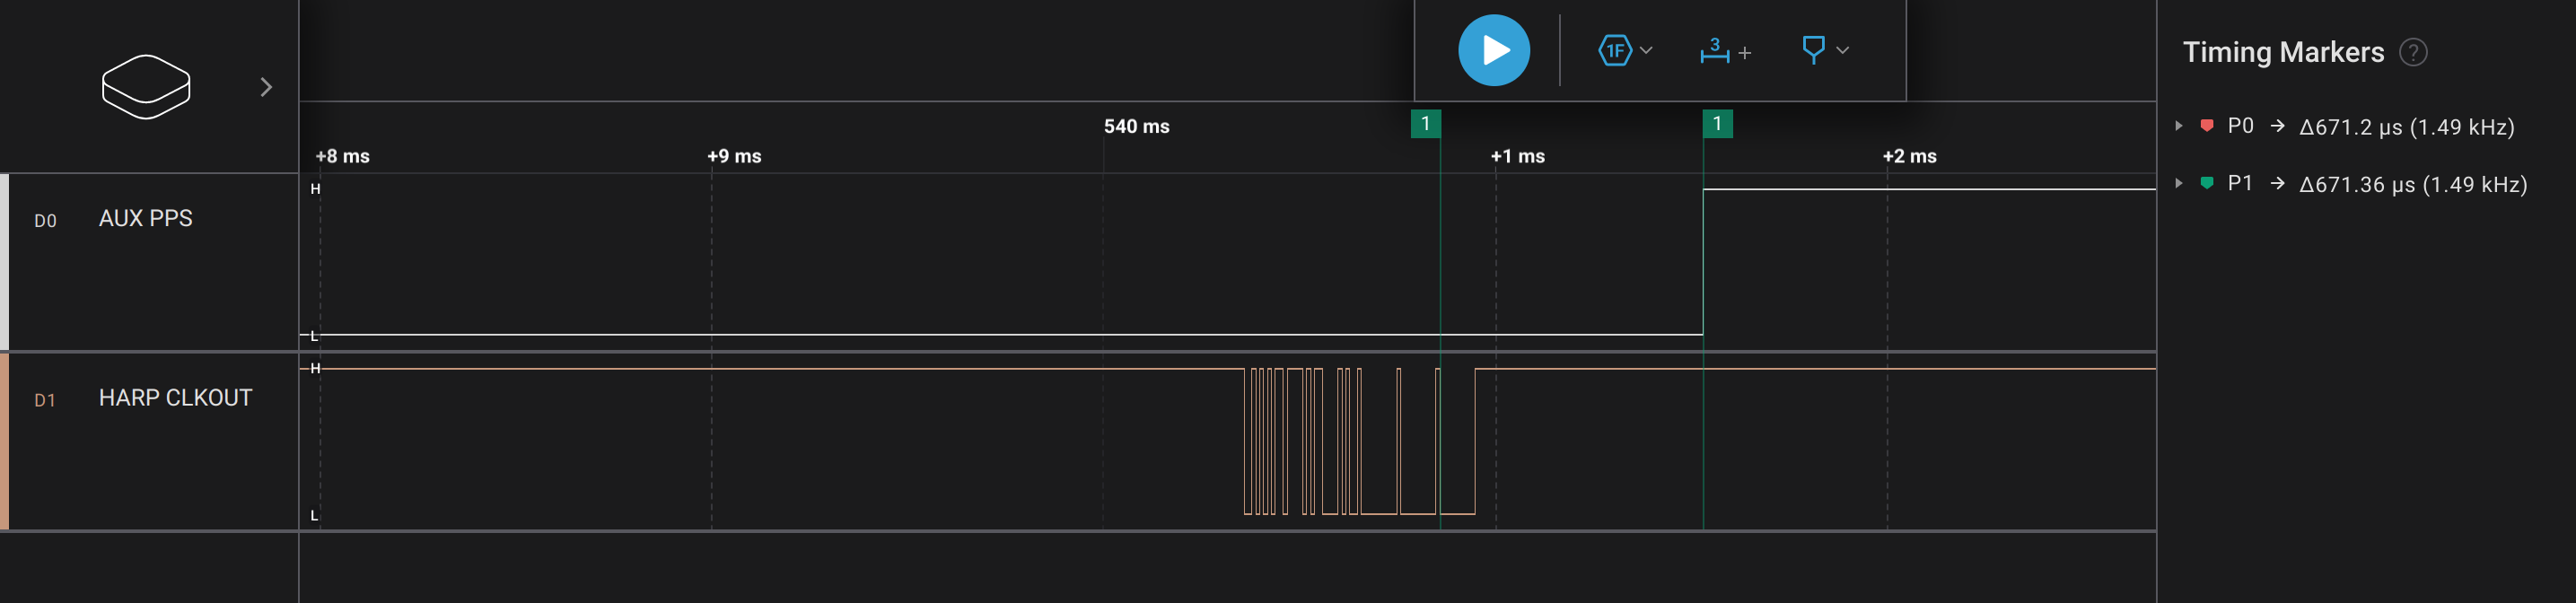 1F
3
+
Timing Markers ?
P0 → Δ671.2 μs (1.49 kHz)
P1 → Δ671.36 μs (1.49 kHz)
540 ms
1
1
+8 ms
+9 ms
+1 ms
+2 ms
D0 AUX PPS
H
L
D1 HARP CLKOUT
H
L